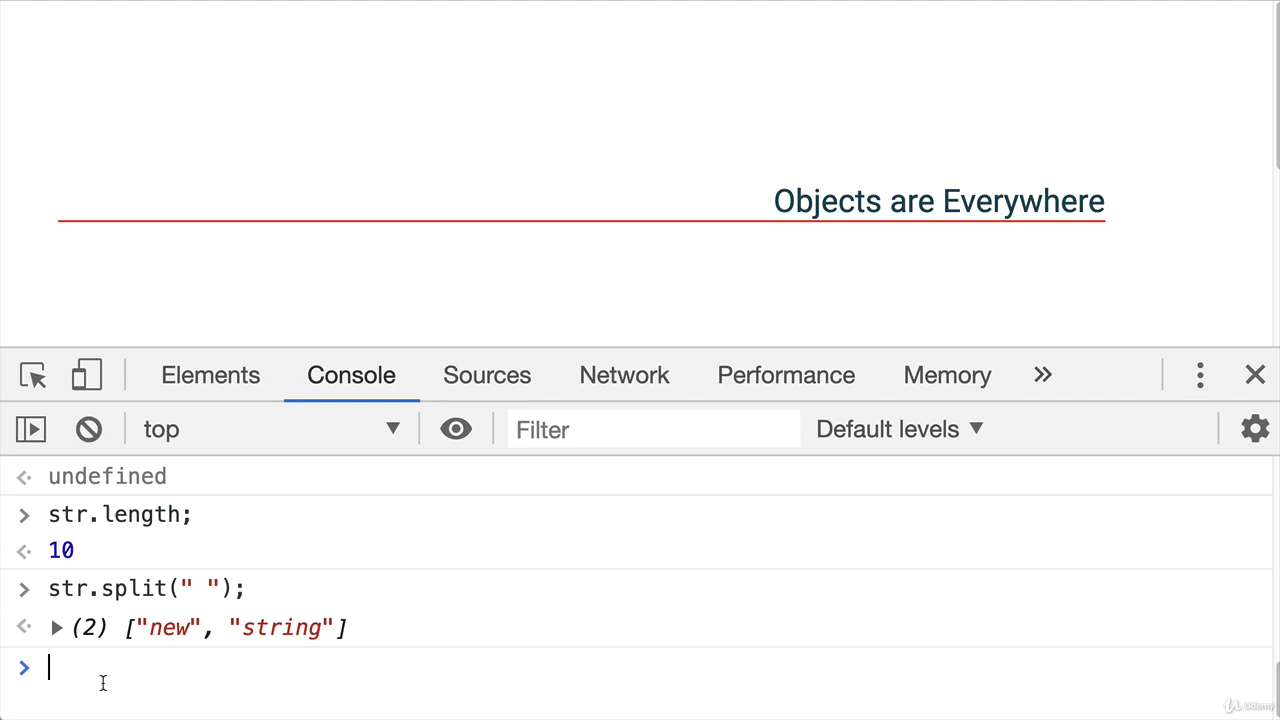 Objects are Everywhere
Elements Console Sources Network Performance Memory »
top ▼ Filter Default levels ▼
undefined
> str.length;
10
> str.split(" ");
▶ (2) ["new", "string"]
>
Udemy